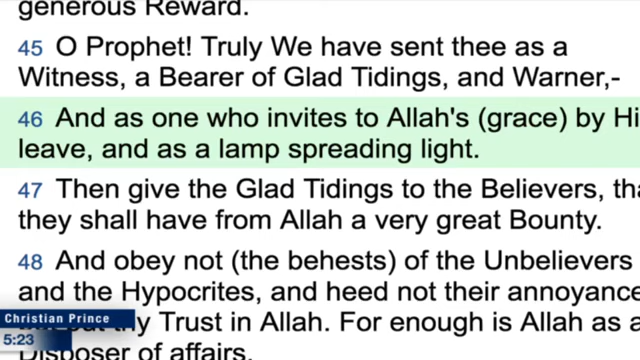 generous Reward.
45 O Prophet! Truly We have sent thee as a
Witness, a Bearer of Glad Tidings, and Warner,-
46 And as one who invites to Allah's (grace) by Hi
leave, and as a lamp spreading light.
47 Then give the Glad Tidings to the Believers, tha
they shall have from Allah a very great Bounty.
48 And obey not (the behests) of the Unbelievers
and the Hypocrites, and heed not their annoyance
thy Trust in Allah. For enough is Allah as a
Disposer of affairs.
Christian Prince
5:23